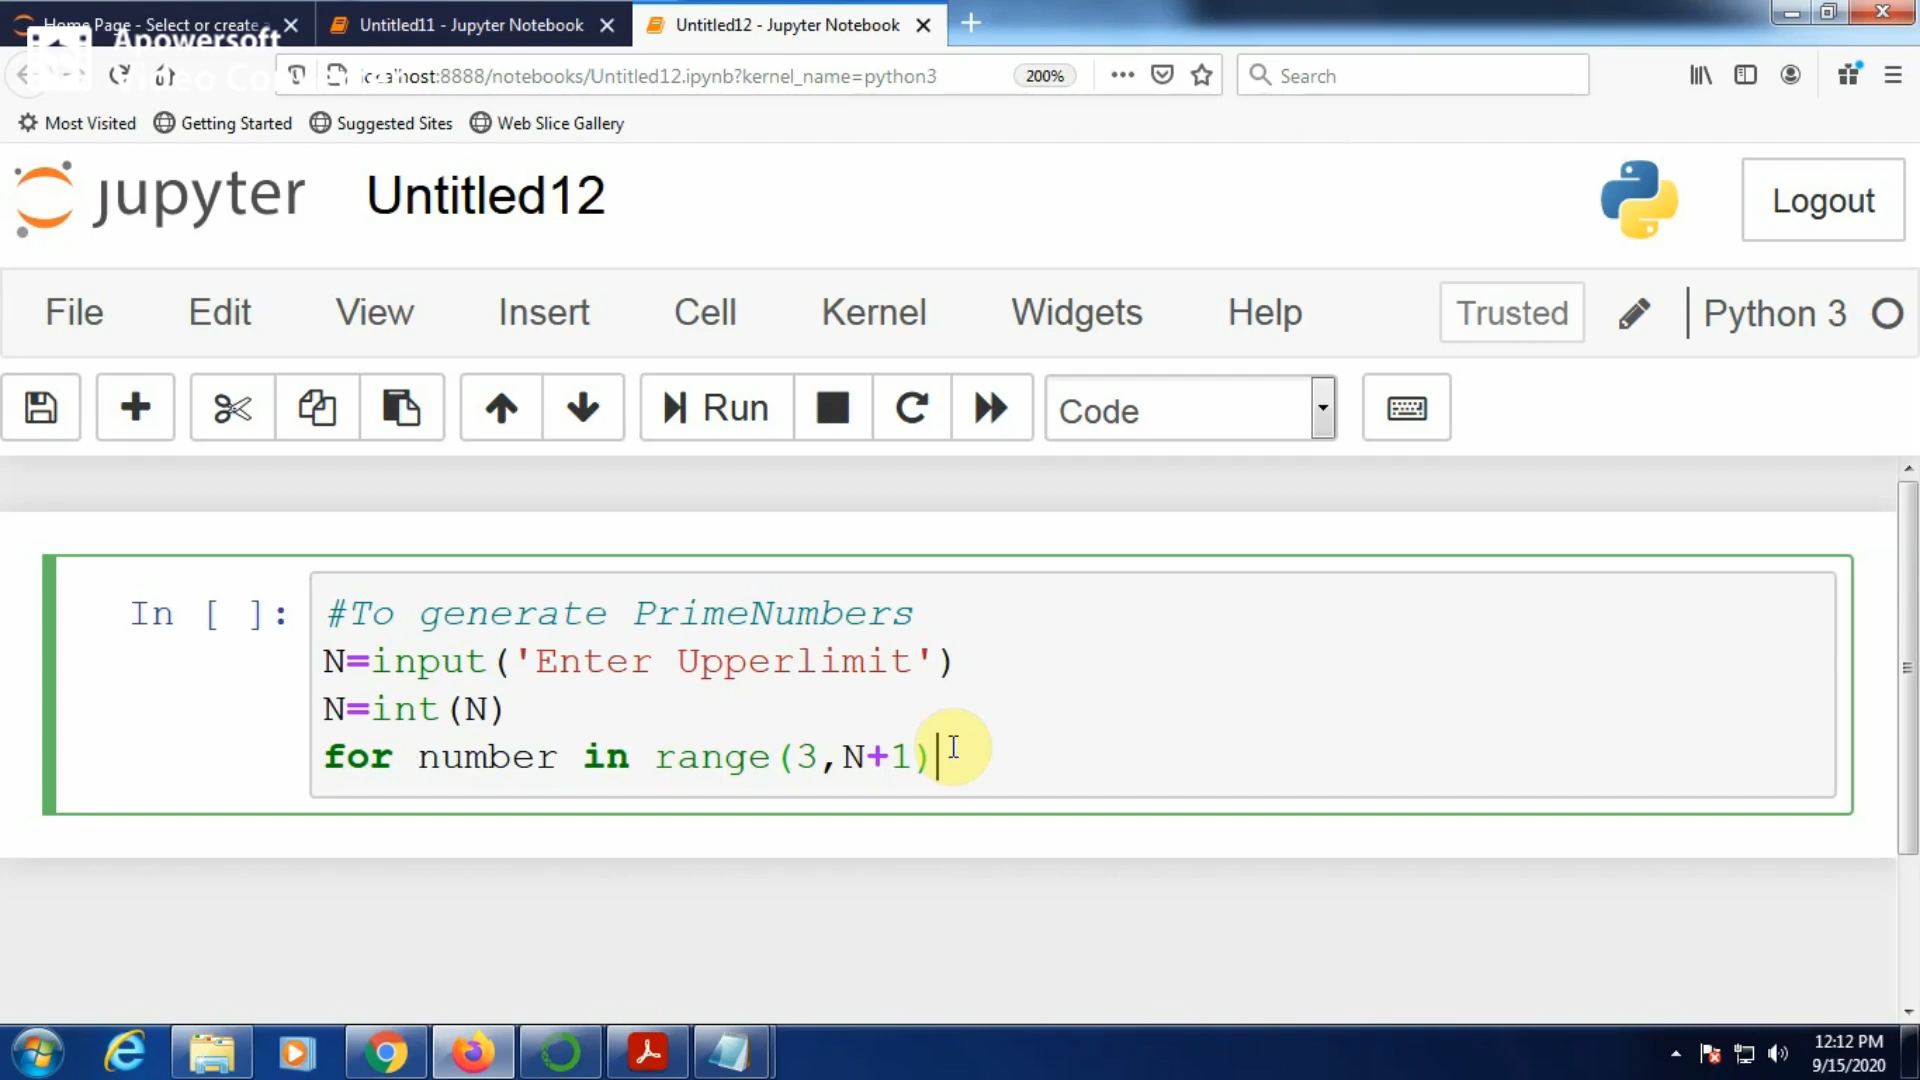 Home Page - Select or create a
Untitled11 - Jupyter Notebook
Untitled12 - Jupyter Notebook
Apowersoft
Video Converter
localhost:8888/notebooks/Untitled12.ipynb?kernel_name=python3
200%
Search
Most Visited
Getting Started
Suggested Sites
Web Slice Gallery
jupyter
Untitled12
Logout
File Edit View Insert Cell Kernel Widgets Help
Trusted
Python 3
Run
Code
In [ ]:
#To generate PrimeNumbers
N=input('Enter Upperlimit')
N=int(N)
for number in range(3,N+1)
12:12 PM
9/15/2020